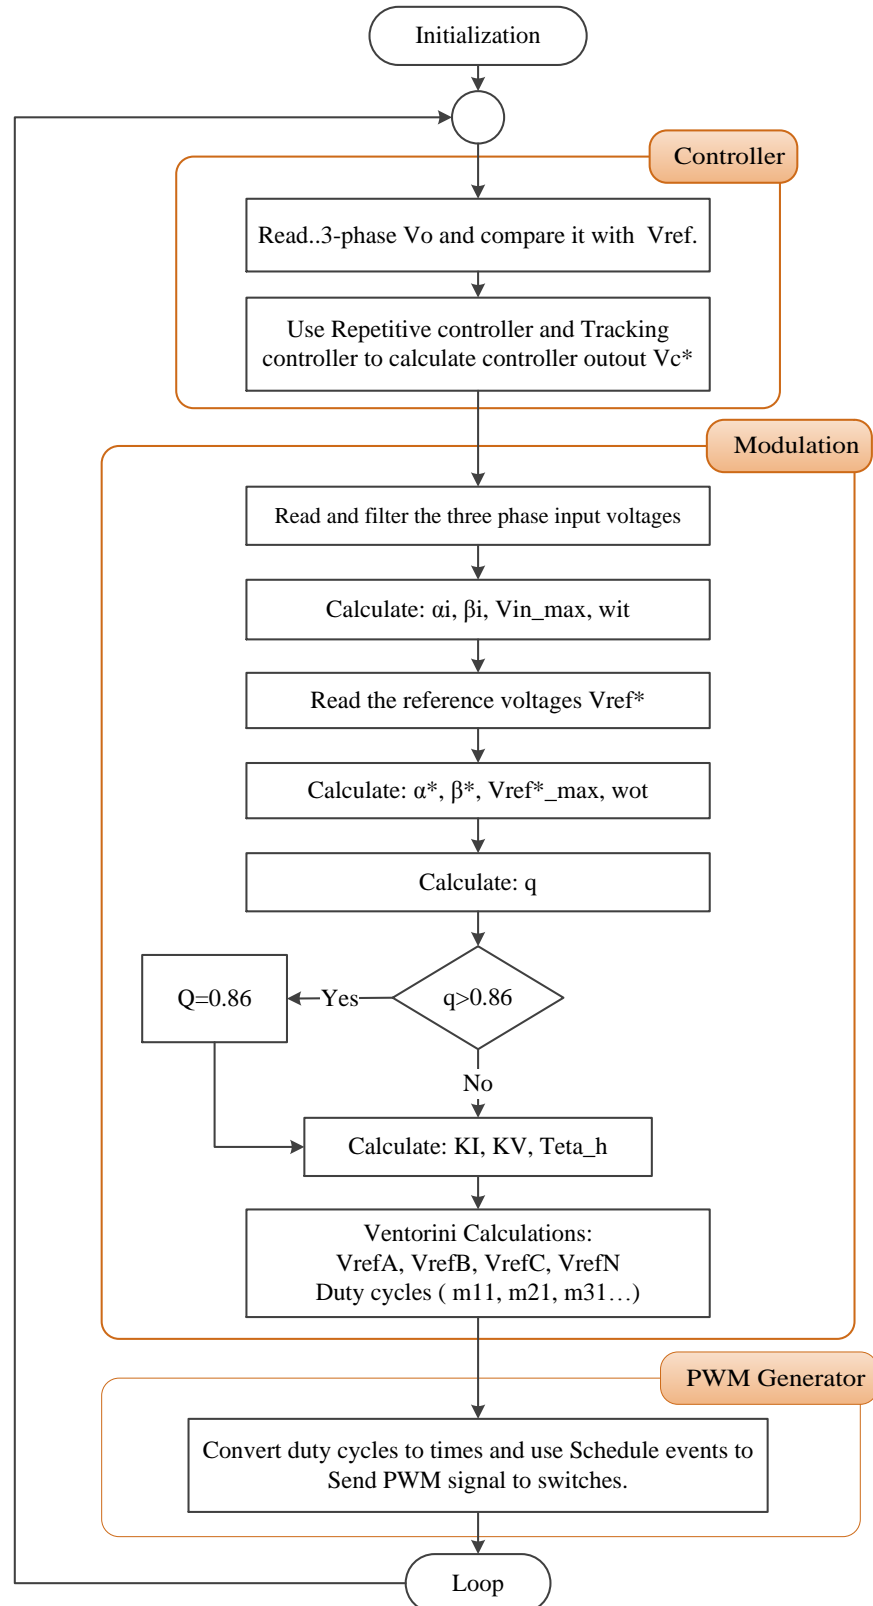 Initialization
Controller
Read..3-phase Vo and compare it with  Vref.
Use Repetitive controller and Tracking
controller to calculate controller outout Vc*
Modulation
Read and filter the three phase input voltages
Calculate: αi, βi, Vin_max, wit
Read the reference voltages Vref*
Calculate: α*, β*, Vref*_max, wot
Calculate: q
Q=0.86
Yes
q>0.86
No
Calculate: KI, KV, Teta_h
Ventorini Calculations:
VrefA, VrefB, VrefC, VrefN
Duty cycles ( m11, m21, m31…)
PWM Generator
Convert duty cycles to times and use Schedule events to
Send PWM signal to switches.
Loop